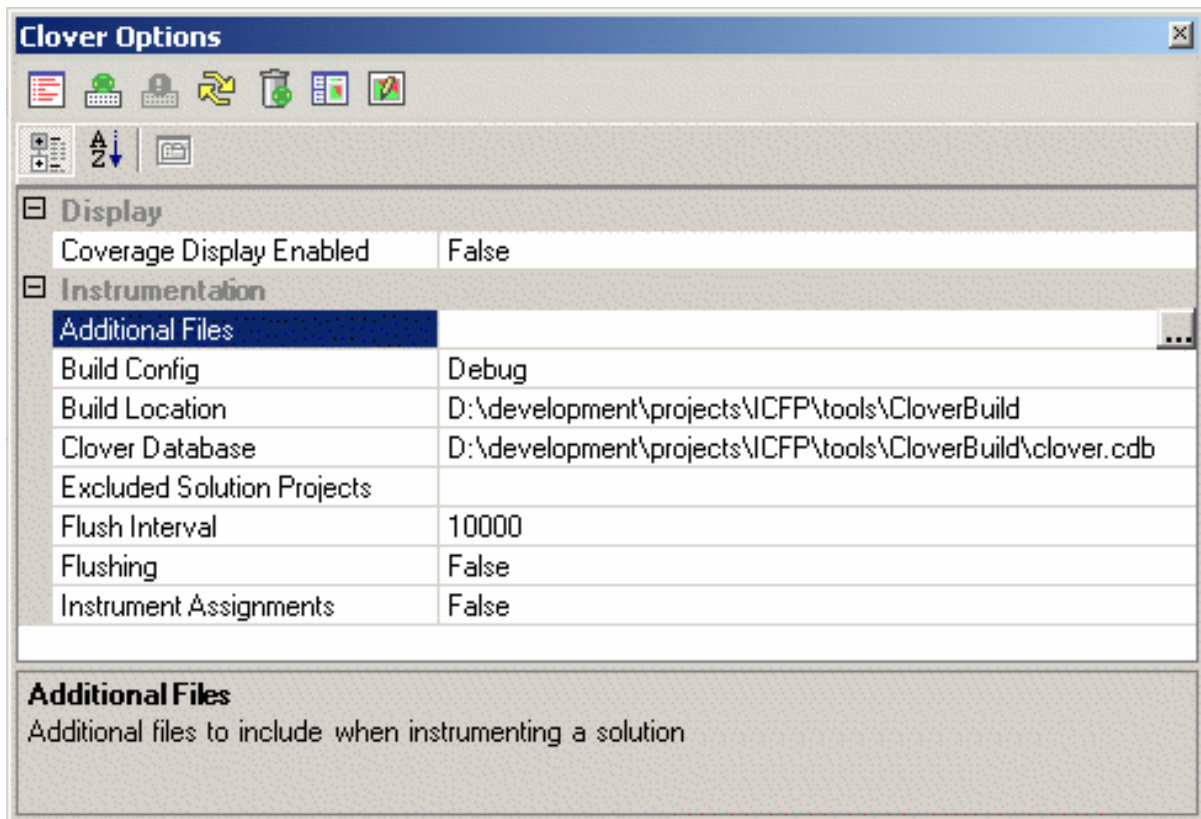 Clover Options
A
Z
Display
Coverage Display Enabled False
Instrumentation
Additional Files ...
Build Config Debug
Build Location D:\development\projects\ICFP\tools\CloverBuild
Clover Database D:\development\projects\ICFP\tools\CloverBuild\clover.cdb
Excluded Solution Projects
Flush Interval 10000
Flushing False
Instrument Assignments False
Additional Files
Additional files to include when instrumenting a solution